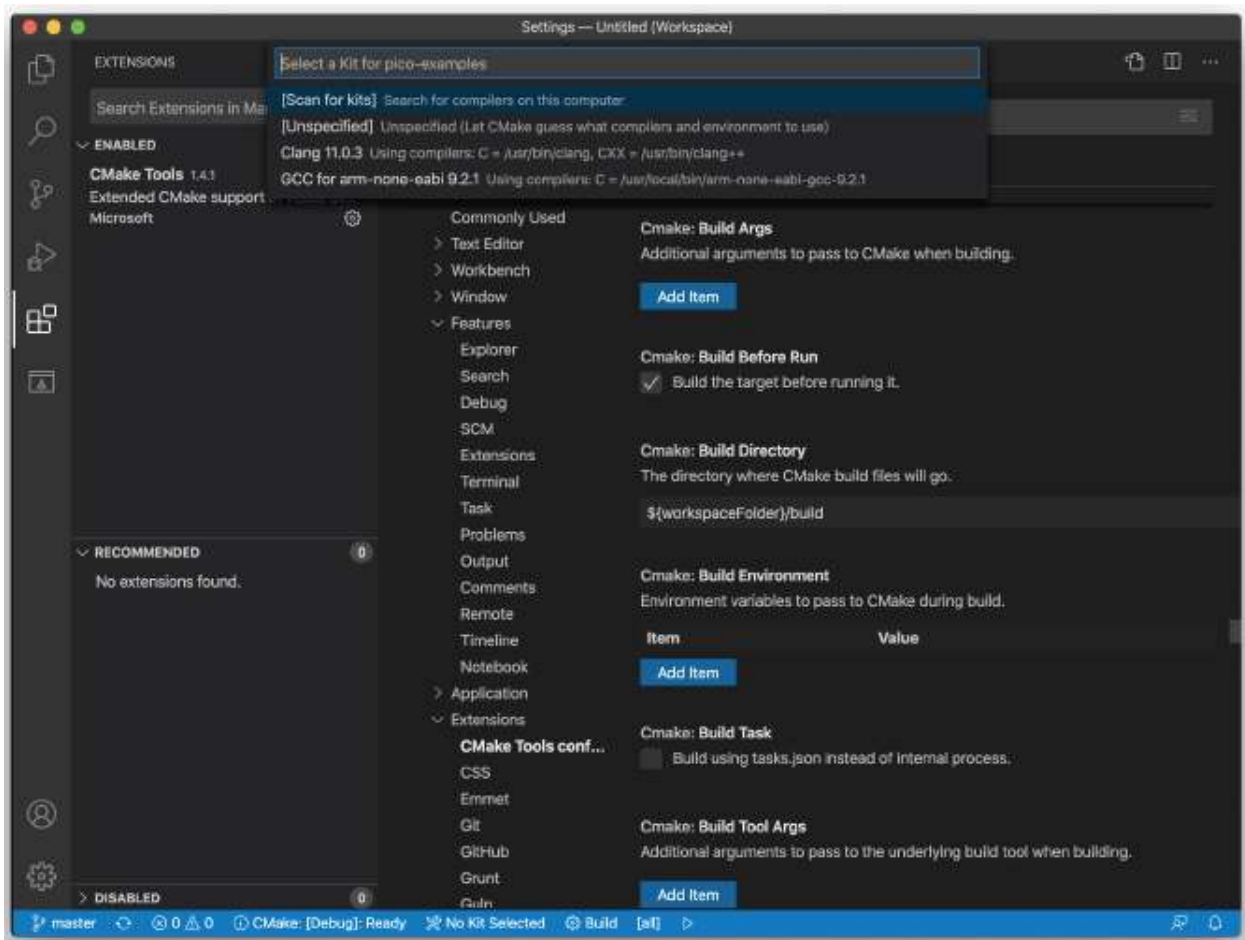 Settings — Untitled (Workspace)
EXTENSIONS
Search Extensions in Ma
ENABLED
CMake Tools 1.4.1
Extended CMake support
Microsoft
RECOMMENDED
0
No extensions found.
DISABLED
0
Select a Kit for pico-examples
[Scan for kits] Search for compilers on this computer
[Unspecified] Unspecified (Let CMake guess what compilers and environment to use)
Clang 11.0.3 Using compilers: C = /usr/bin/clang, CXX = /usr/bin/clang++
GCC for arm-none-eabi 9.2.1 Using compilers: C = /usr/local/bin/arm-none-eabi-gcc-9.2.1
Commonly Used
Text Editor
Workbench
Window
Features
Explorer
Search
Debug
SCM
Extensions
Terminal
Task
Problems
Output
Comments
Remote
Timeline
Notebook
Application
Extensions
CMake Tools conf...
CSS
Emmet
Git
GitHub
Grunt
Gulp
Cmake: Build Args
Additional arguments to pass to CMake when building.
Add Item
Cmake: Build Before Run
Build the target before running it.
Cmake: Build Directory
The directory where CMake build files will go.
${workspaceFolder}/build
Cmake: Build Environment
Environment variables to pass to CMake during build.
Item Value
Add Item
Cmake: Build Task
Build using tasks.json instead of internal process.
Cmake: Build Tool Args
Additional arguments to pass to the underlying build tool when building.
Add Item
master 0 0 CMake: [Debug]: Ready No Kit Selected Build [all]